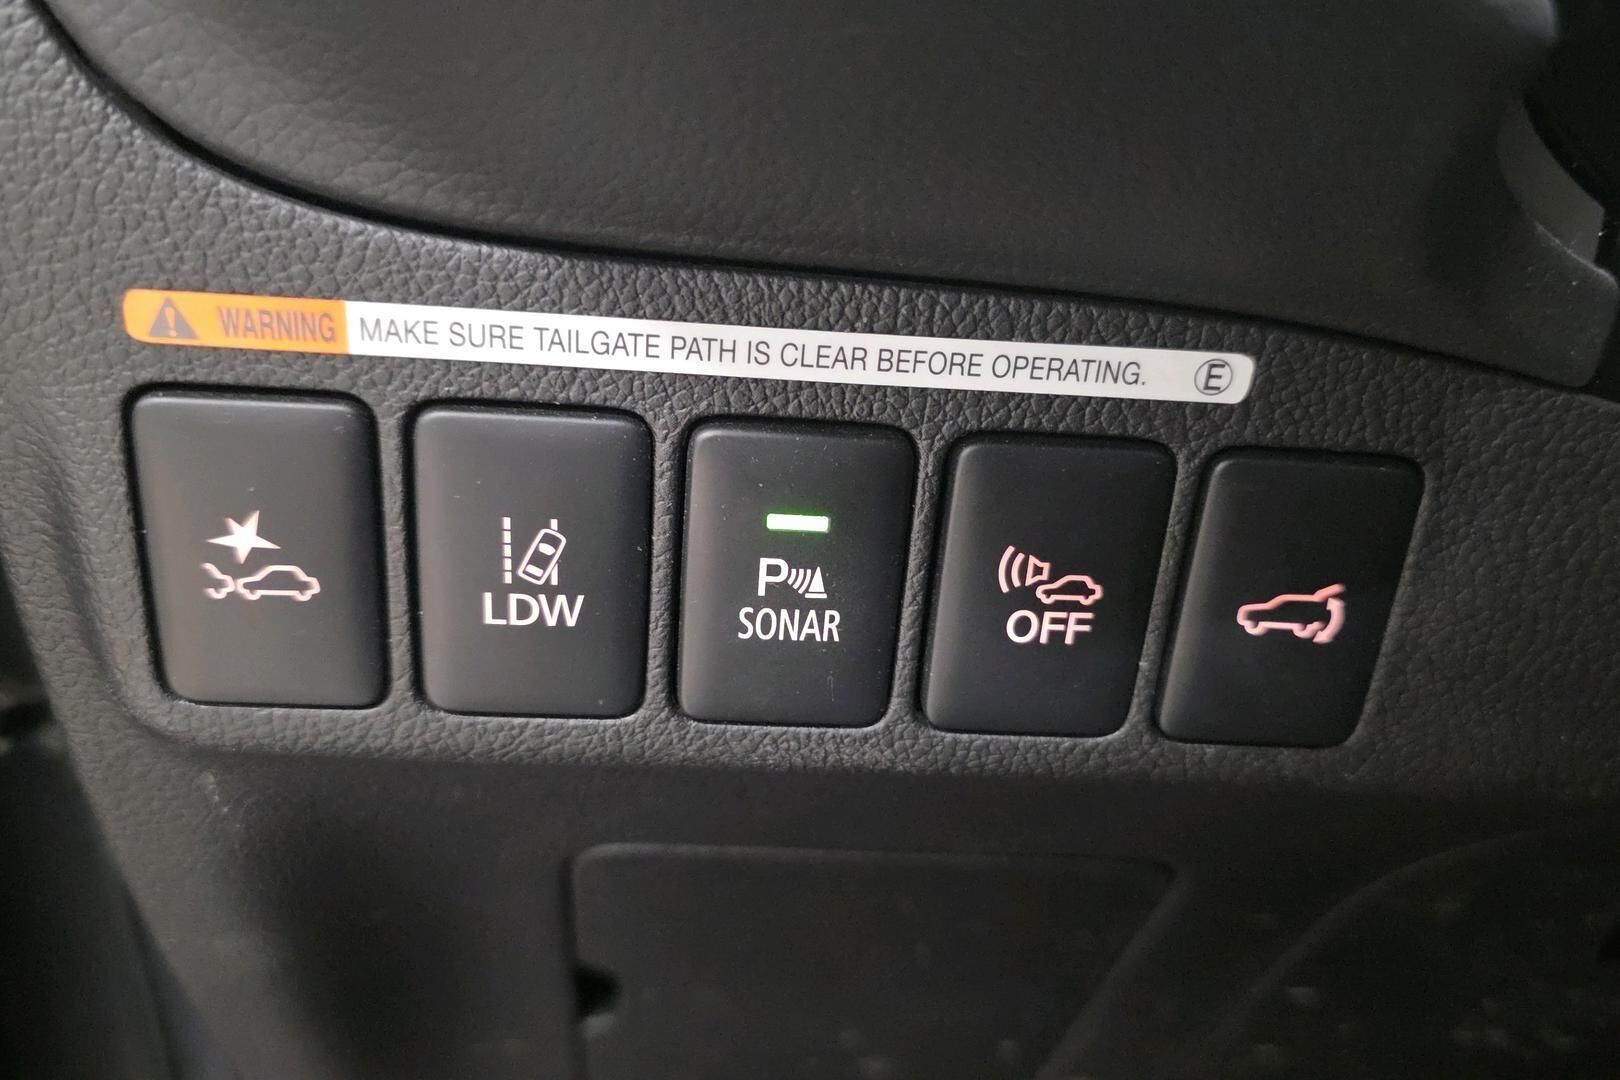 WARNING MAKE SURE TAILGATE PATH IS CLEAR BEFORE OPERATING. E
LDW
P
SONAR
OFF